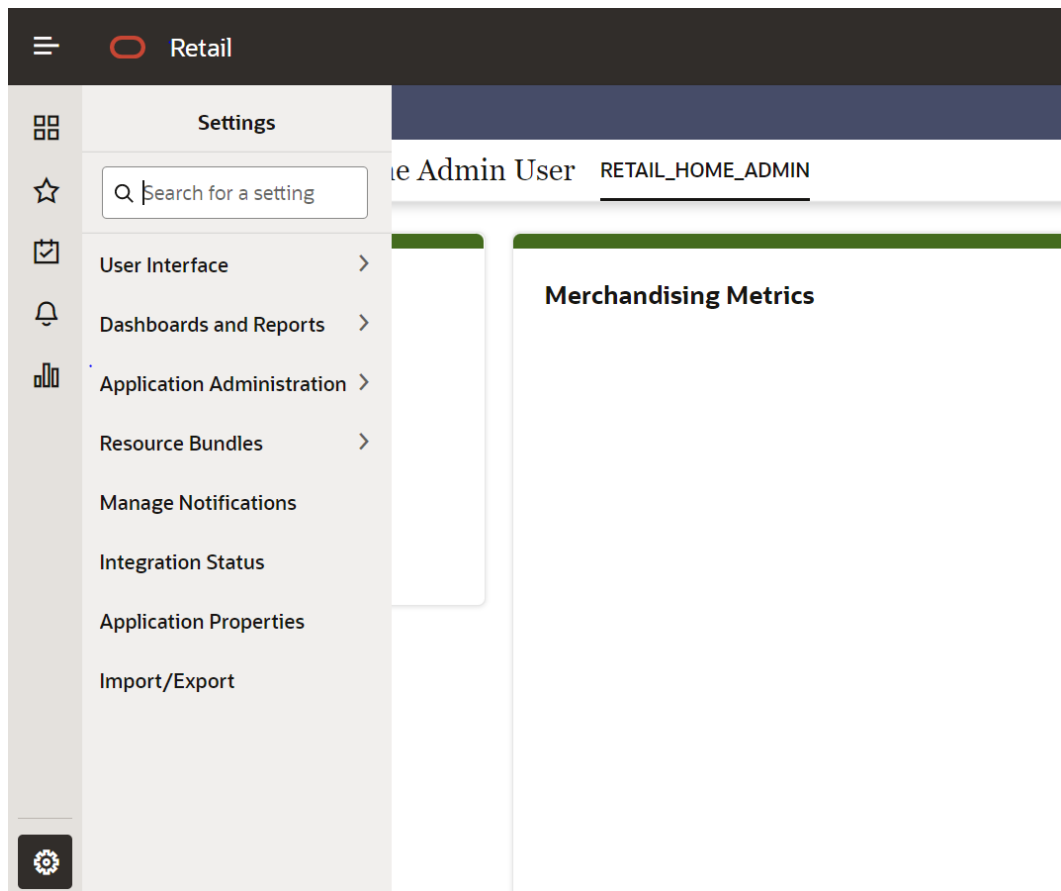 Retail
Settings
Search for a setting
User Interface
Dashboards and Reports
Application Administration
Resource Bundles
Manage Notifications
Integration Status
Application Properties
Import/Export
e Admin User RETAIL_HOME_ADMIN
Merchandising Metrics